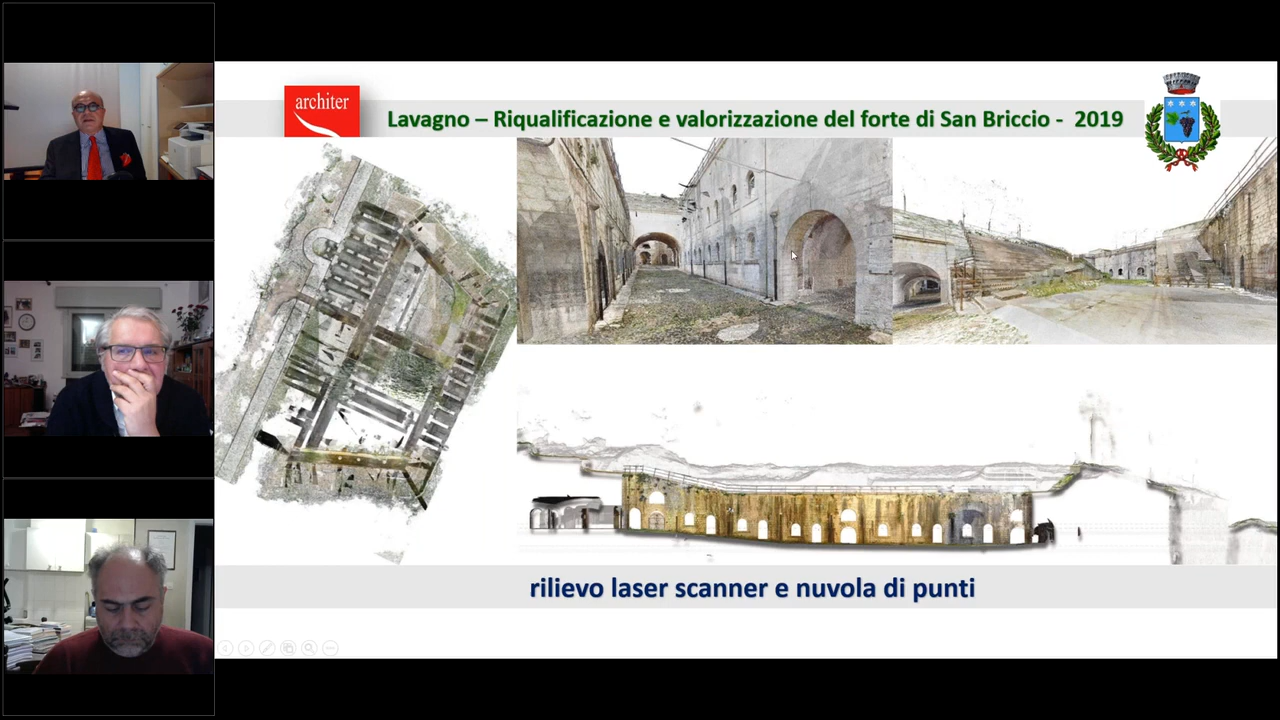 architer
Lavagno – Riqualificazione e valorizzazione del forte di San Briccio - 2019
rilievo laser scanner e nuvola di punti